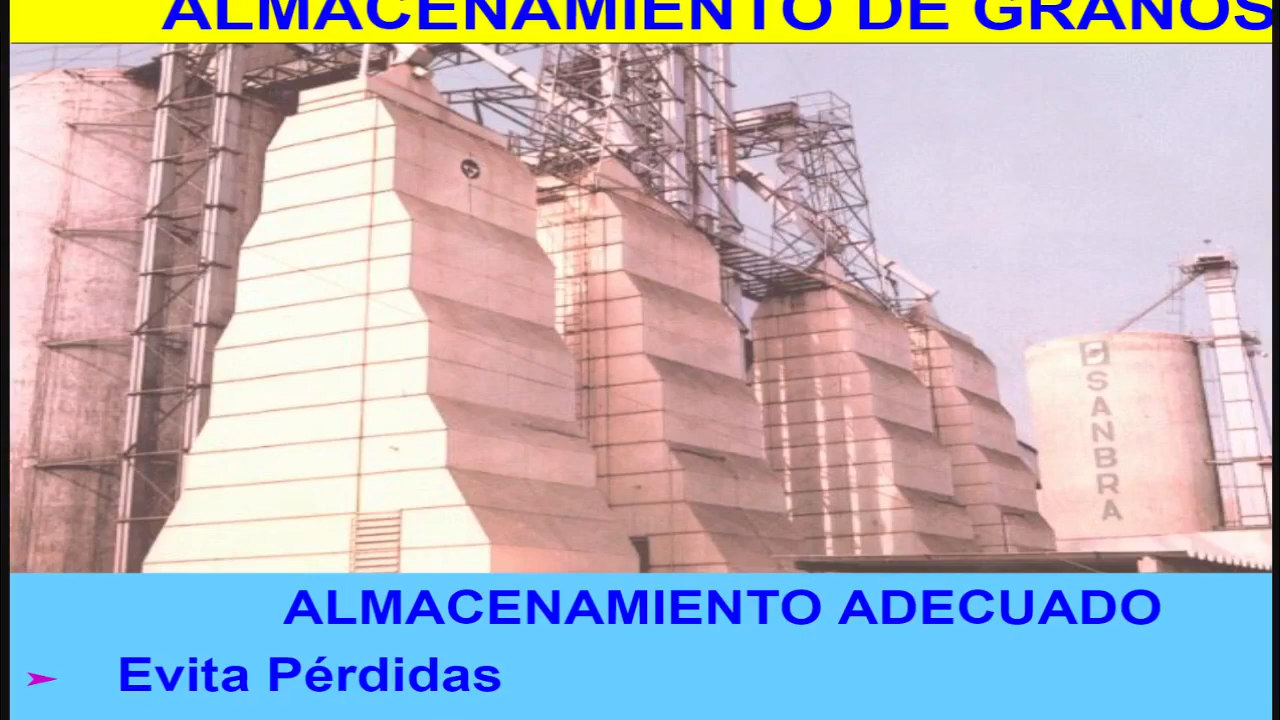 ALMACENAMIENTO DE GRANOS
SANBRA
ALMACENAMIENTO ADECUADO
➢ Evita Pérdidas